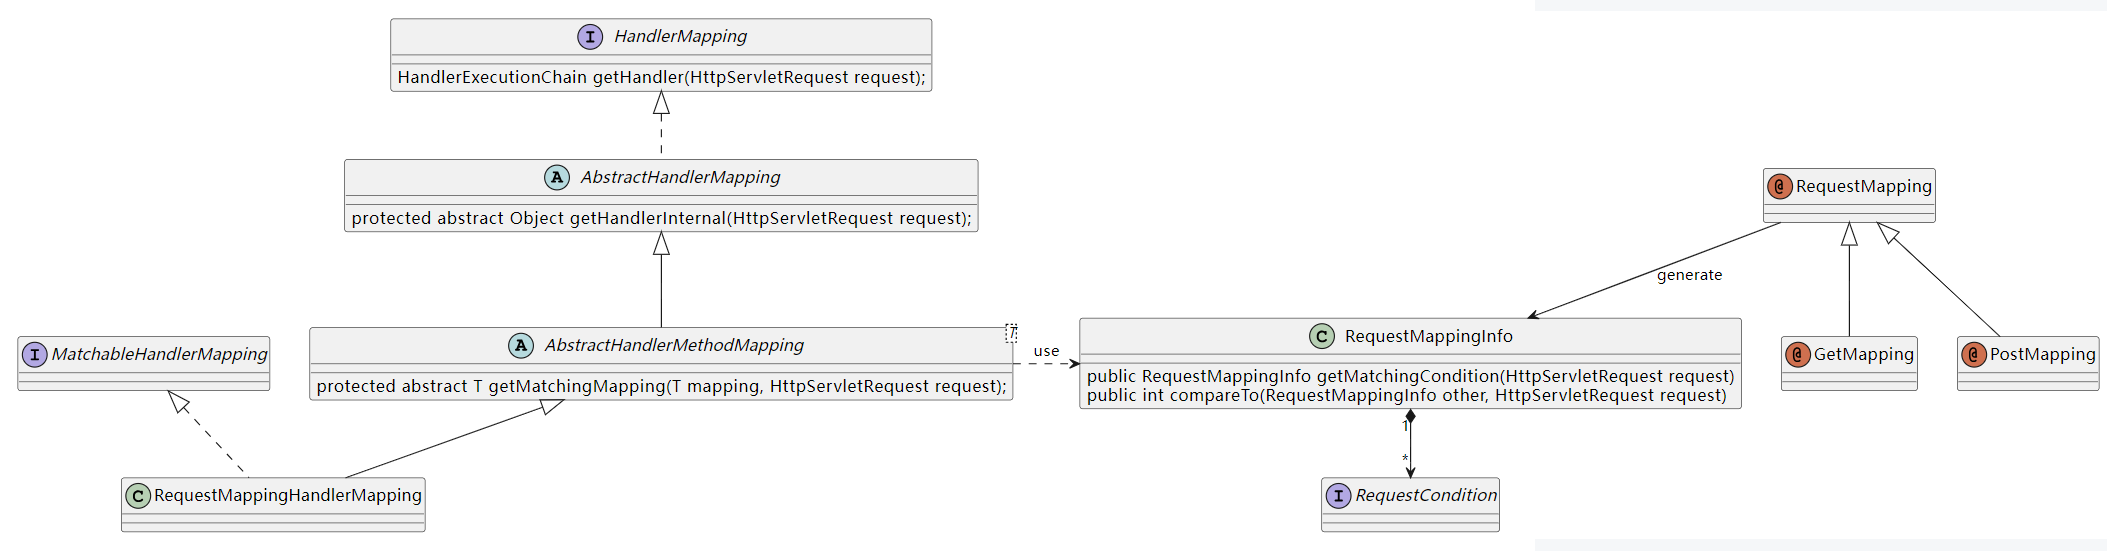 I HandlerMapping
HandlerExecutionChain getHandler(HttpServletRequest request);
A AbstractHandlerMapping
protected abstract Object getHandlerInternal(HttpServletRequest request);
@ RequestMapping
generate
I MatchableHandlerMapping
A AbstractHandlerMethodMapping
T
protected abstract T getMatchingMapping(T mapping, HttpServletRequest request);
use
C RequestMappingInfo
public RequestMappingInfo getMatchingCondition(HttpServletRequest request)
public int compareTo(RequestMappingInfo other, HttpServletRequest request)
@ GetMapping
@ PostMapping
1
*
C RequestMappingHandlerMapping
I RequestCondition